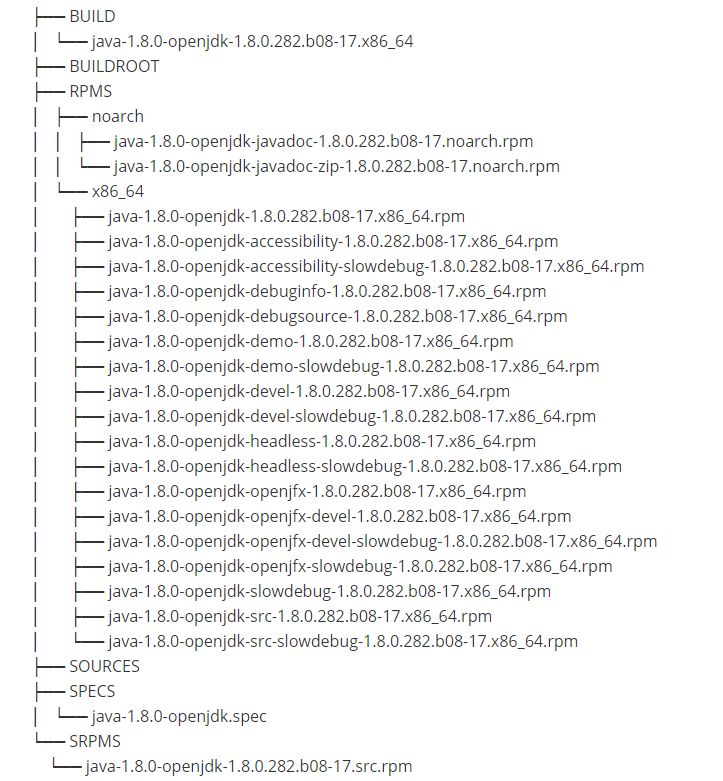 ├── BUILD
│   └── java-1.8.0-openjdk-1.8.0.282.b08-17.x86_64
├── BUILDROOT
├── RPMS
│   ├── noarch
│   │   ├── java-1.8.0-openjdk-javadoc-1.8.0.282.b08-17.noarch.rpm
│   │   └── java-1.8.0-openjdk-javadoc-zip-1.8.0.282.b08-17.noarch.rpm
│   └── x86_64
│       ├── java-1.8.0-openjdk-1.8.0.282.b08-17.x86_64.rpm
│       ├── java-1.8.0-openjdk-accessibility-1.8.0.282.b08-17.x86_64.rpm
│       ├── java-1.8.0-openjdk-accessibility-slowdebug-1.8.0.282.b08-17.x86_64.rpm
│       ├── java-1.8.0-openjdk-debuginfo-1.8.0.282.b08-17.x86_64.rpm
│       ├── java-1.8.0-openjdk-debugsource-1.8.0.282.b08-17.x86_64.rpm
│       ├── java-1.8.0-openjdk-demo-1.8.0.282.b08-17.x86_64.rpm
│       ├── java-1.8.0-openjdk-demo-slowdebug-1.8.0.282.b08-17.x86_64.rpm
│       ├── java-1.8.0-openjdk-devel-1.8.0.282.b08-17.x86_64.rpm
│       ├── java-1.8.0-openjdk-devel-slowdebug-1.8.0.282.b08-17.x86_64.rpm
│       ├── java-1.8.0-openjdk-headless-1.8.0.282.b08-17.x86_64.rpm
│       ├── java-1.8.0-openjdk-headless-slowdebug-1.8.0.282.b08-17.x86_64.rpm
│       ├── java-1.8.0-openjdk-openjfx-1.8.0.282.b08-17.x86_64.rpm
│       ├── java-1.8.0-openjdk-openjfx-devel-1.8.0.282.b08-17.x86_64.rpm
│       ├── java-1.8.0-openjdk-openjfx-devel-slowdebug-1.8.0.282.b08-17.x86_64.rpm
│       ├── java-1.8.0-openjdk-openjfx-slowdebug-1.8.0.282.b08-17.x86_64.rpm
│       ├── java-1.8.0-openjdk-slowdebug-1.8.0.282.b08-17.x86_64.rpm
│       ├── java-1.8.0-openjdk-src-1.8.0.282.b08-17.x86_64.rpm
│       └── java-1.8.0-openjdk-src-slowdebug-1.8.0.282.b08-17.x86_64.rpm
├── SOURCES
├── SPECS
│   └── java-1.8.0-openjdk.spec
└── SRPMS
    └── java-1.8.0-openjdk-1.8.0.282.b08-17.src.rpm